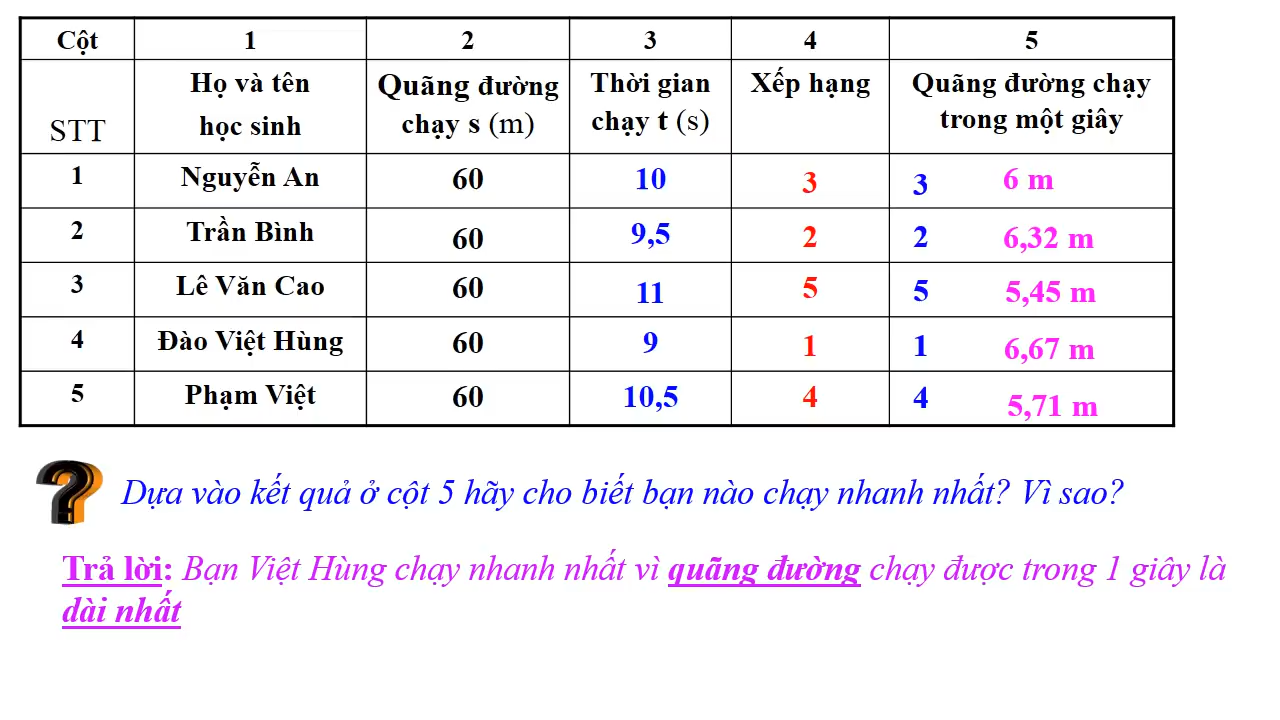 Cột 1 2 3 4 5
STT Họ và tên học sinh Quãng đường chạy s (m) Thời gian chạy t (s) Xếp hạng Quãng đường chạy trong một giây
1 Nguyễn An 60 10 3 3 6 m
2 Trần Bình 60 9,5 2 2 6,32 m
3 Lê Văn Cao 60 11 5 5 5,45 m
4 Đào Việt Hùng 60 9 1 1 6,67 m
5 Phạm Việt 60 10,5 4 4 5,71 m
Dựa vào kết quả ở cột 5 hãy cho biết bạn nào chạy nhanh nhất? Vì sao?
Trả lời: Bạn Việt Hùng chạy nhanh nhất vì quãng đường chạy được trong 1 giây là
dài nhất